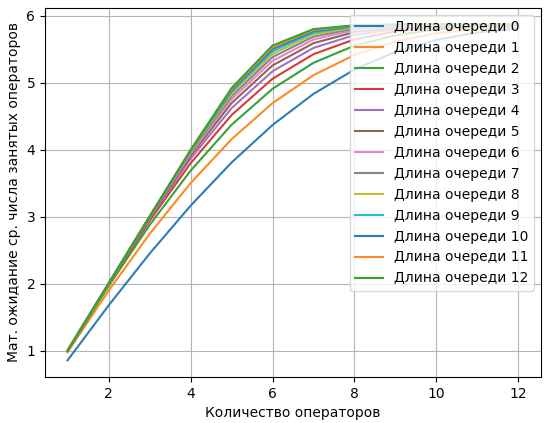 6
5
4
3
2
1
Мат. ожидание ср. числа занятых операторов
Длина очереди 0
Длина очереди 1
Длина очереди 2
Длина очереди 3
Длина очереди 4
Длина очереди 5
Длина очереди 6
Длина очереди 7
Длина очереди 8
Длина очереди 9
Длина очереди 10
Длина очереди 11
Длина очереди 12
2 4 6 8 10 12
Количество операторов